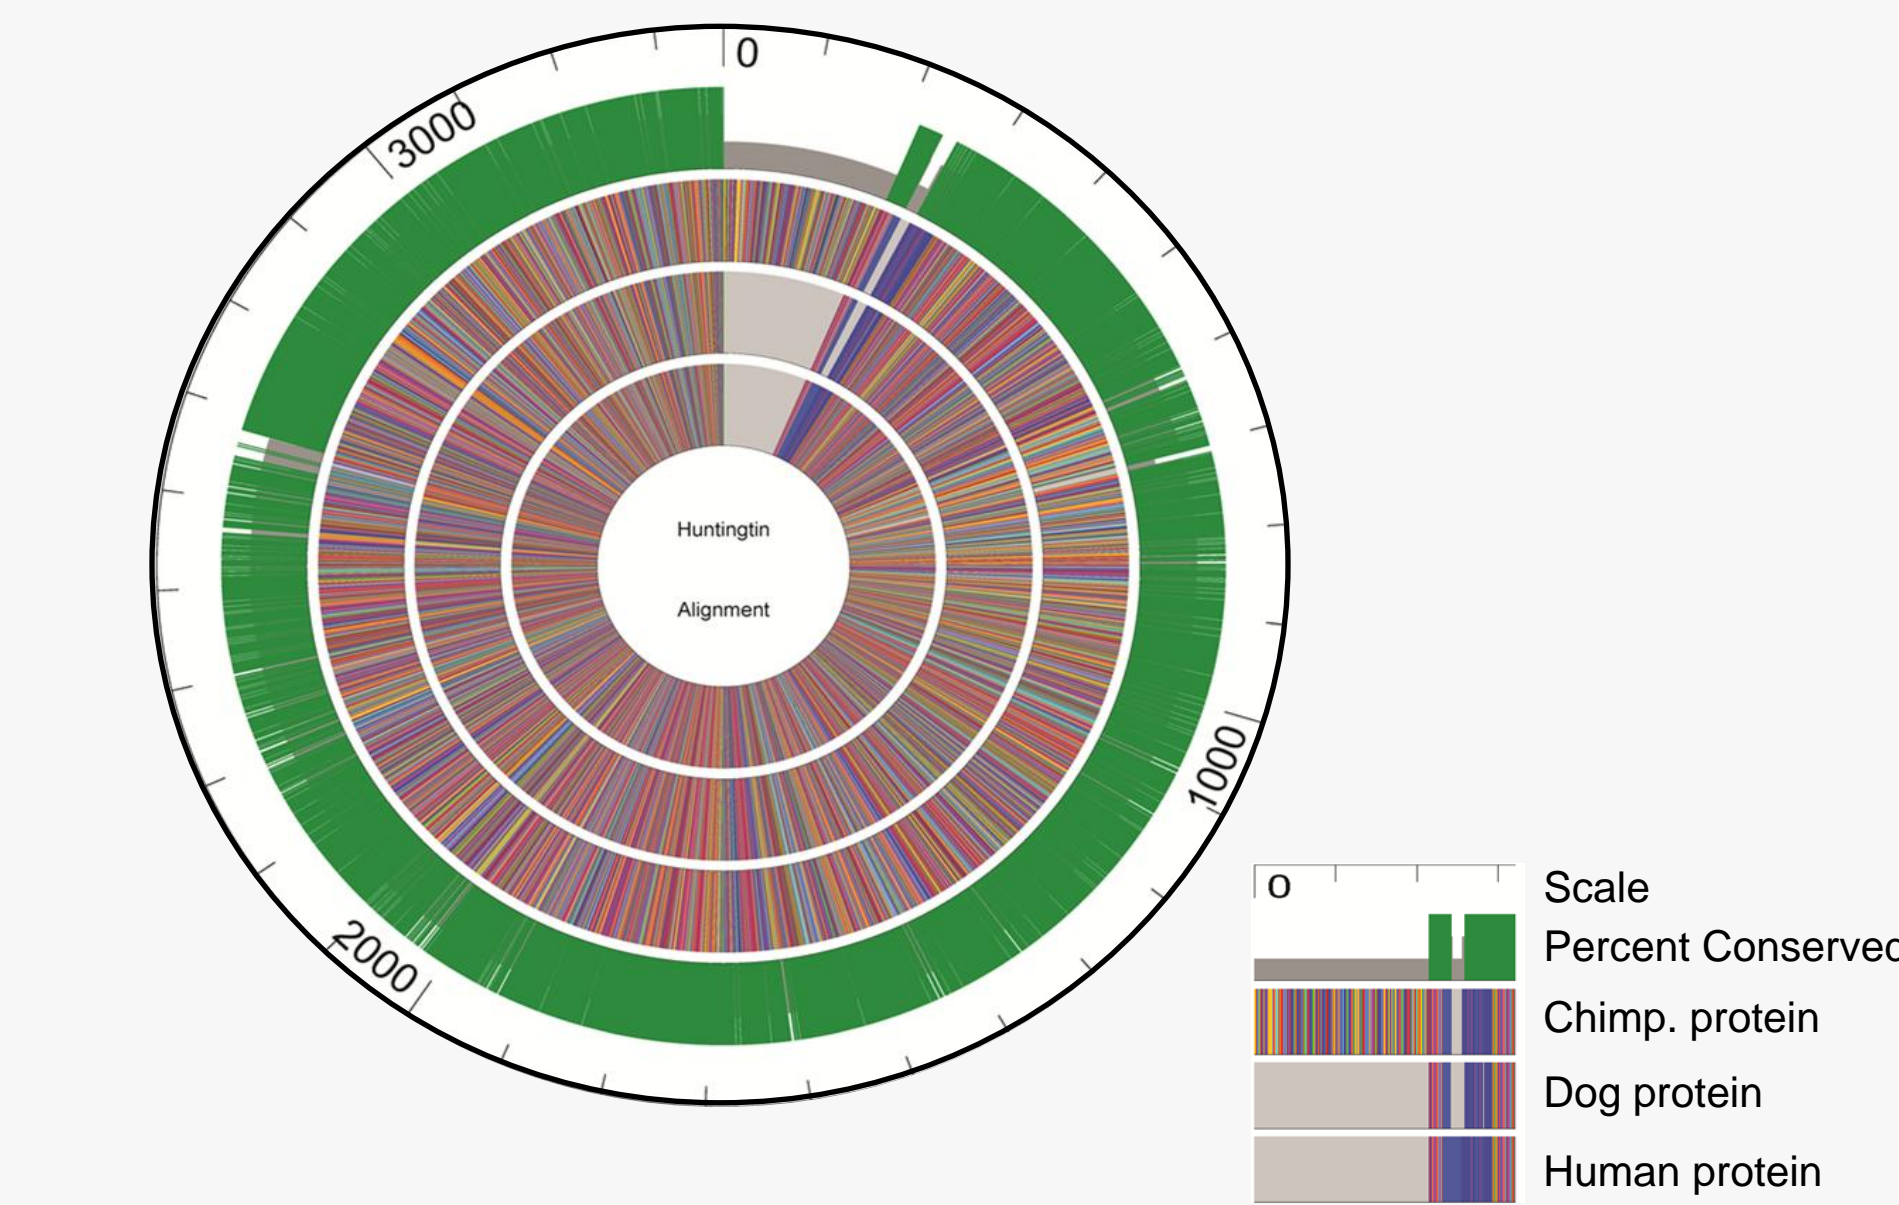 0
3000
Huntingtin
Alignment
1000
2000
0
Scale
Percent Conserved
Chimp. protein
Dog protein
Human protein